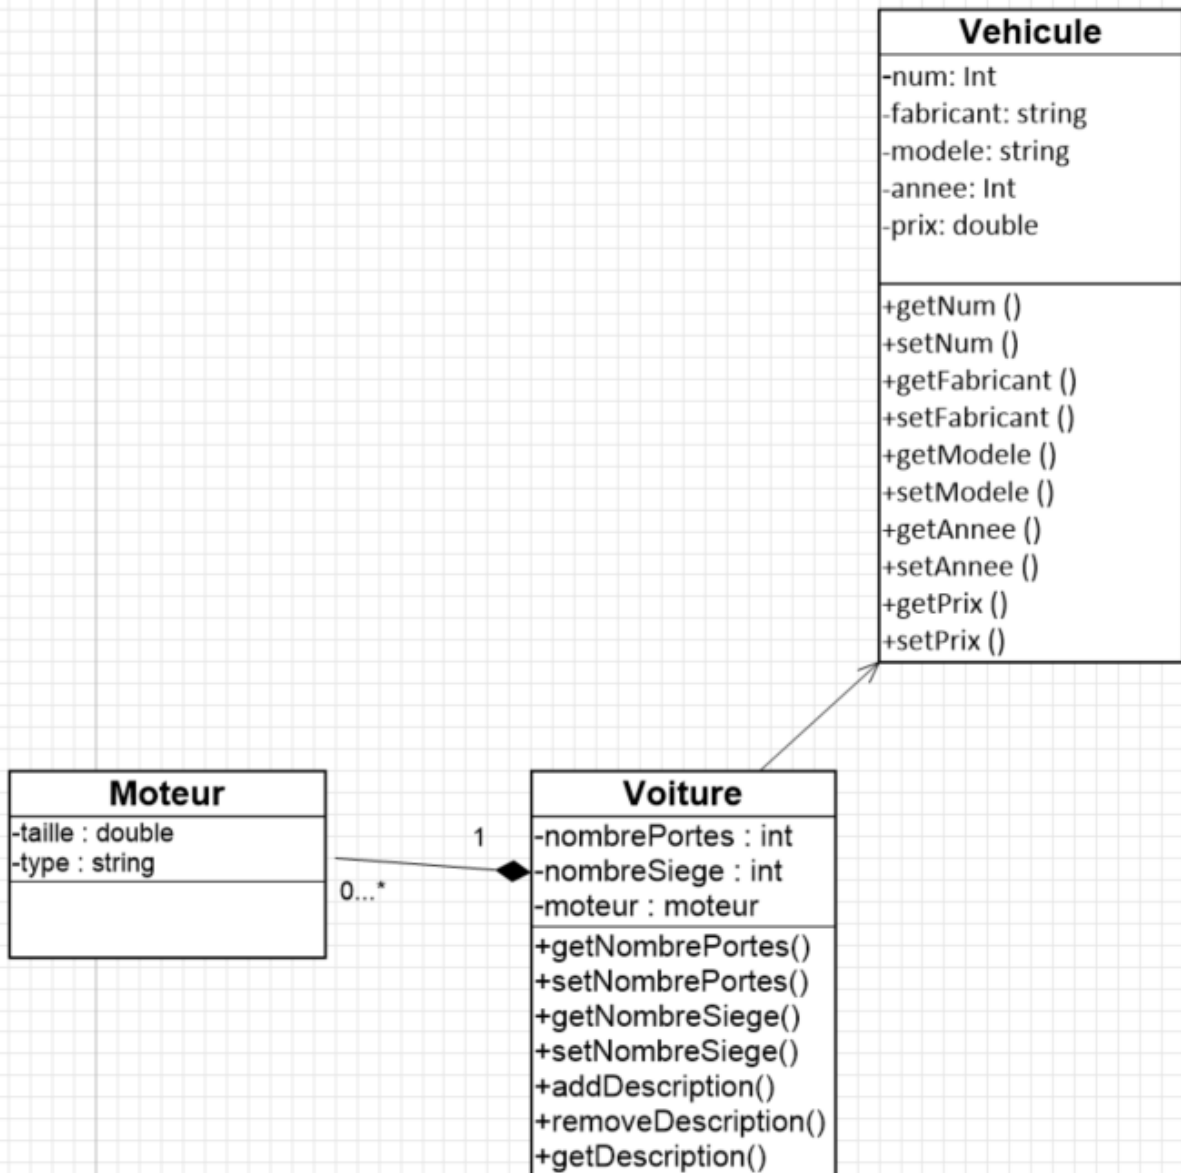 Vehicule
-num: Int
-fabricant: string
-modele: string
-annee: Int
-prix: double
+getNum ()
+setNum ()
+getFabricant ()
+setFabricant ()
+getModele ()
+setModele ()
+getAnnee ()
+setAnnee ()
+getPrix ()
+setPrix ()
Moteur
-taille : double
-type : string
1
0...*
Voiture
-nombrePortes : int
-nombreSiege : int
-moteur : moteur
+getNombrePortes()
+setNombrePortes()
+getNombreSiege()
+setNombreSiege()
+addDescription()
+removeDescription()
+getDescription()